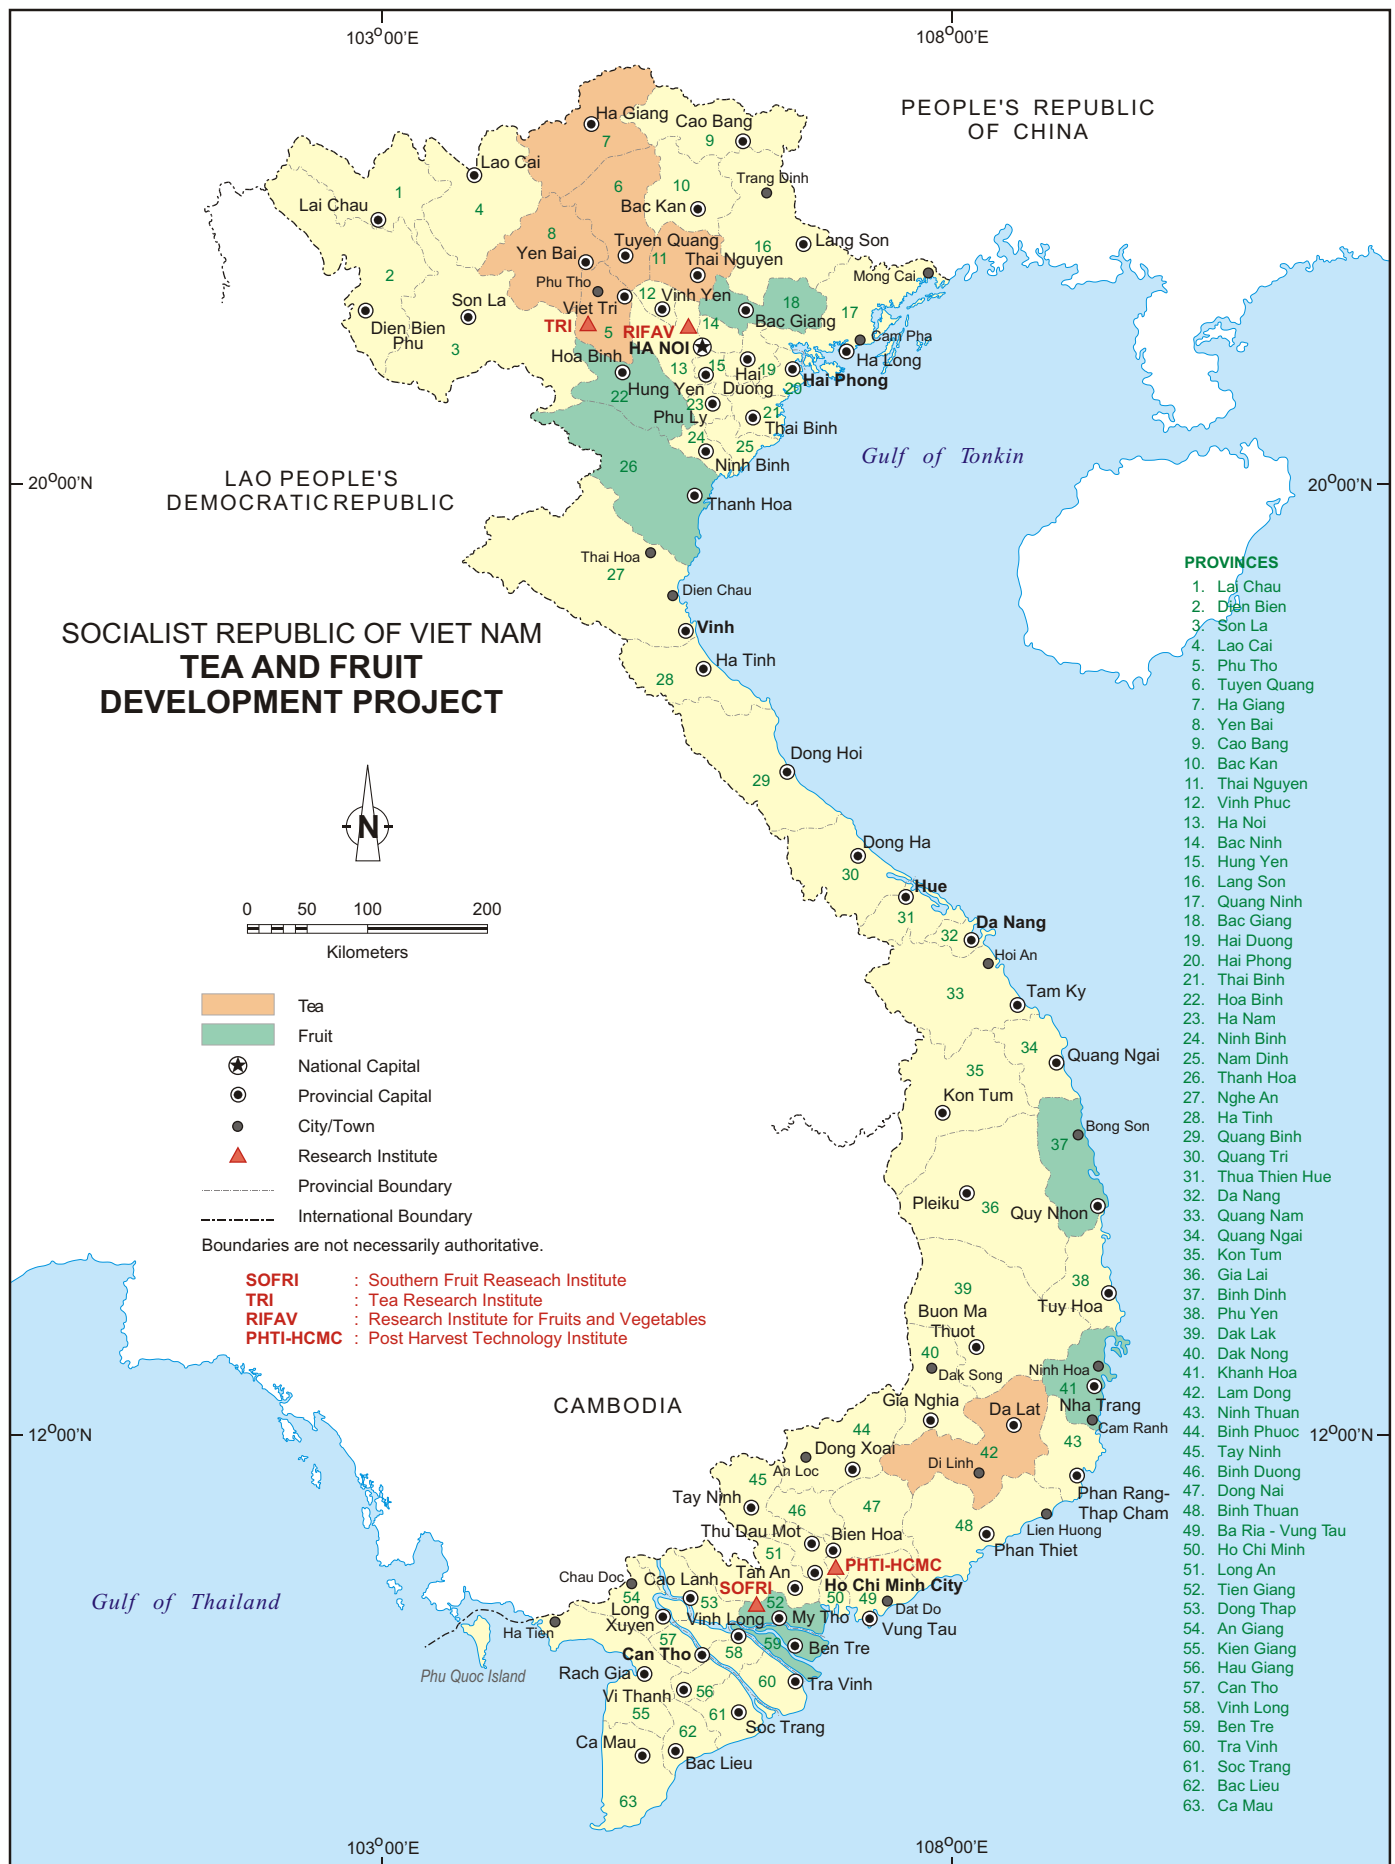 103°00'E
108°00'E
PEOPLE'S REPUBLIC
OF CHINA
Ha Giang
7
Cao Bang
9
Lao Cai
Trang Dinh
1
6
10
Lai Chau
Bac Kan
4
8
Tuyen Quang
16
Lang Son
Yen Bai
11
Thai Nguyen
Mong Cai
2
Phu Tho
12
Vinh Yen
18
17
Son La
Viet Tri
Bac Giang
Dien Bien
Phu
TRI
5
RIFAV
14
Cam Pha
3
HA NOI
Ha Long
Hoa Binh
13
15
Hai
Duong
19
Hai Phong
20
22
Hung Yen
23
Phu Ly
21
Thai Binh
24
25
Gulf of Tonkin
26
Ninh Binh
LAO PEOPLE'S
DEMOCRATIC REPUBLIC
20°00'N
20°00'N
Thanh Hoa
Thai Hoa
27
Dien Chau
Vinh
SOCIALIST REPUBLIC OF VIET NAM
TEA AND FRUIT
DEVELOPMENT PROJECT
Ha Tinh
28
Dong Hoi
29
N
Dong Ha
30
Hue
31
0 50 100 200
Kilometers
Da Nang
32
Hoi An
33
Tam Ky
34
Quang Ngai
35
Kon Tum
Bong Son
37
Pleiku
36
Quy Nhon
Tea
Fruit
National Capital
Provincial Capital
City/Town
Research Institute
Provincial Boundary
International Boundary
Boundaries are not necessarily authoritative.
SOFRI : Southern Fruit Reaseach Institute
TRI : Tea Research Institute
RIFAV : Research Institute for Fruits and Vegetables
PHTI-HCMC : Post Harvest Technology Institute
39
38
Buon Ma
Thuot
Tuy Hoa
40
Dak Song
Ninh Hoa
41
CAMBODIA
Gia Nghia
Da Lat
Nha Trang
Cam Ranh
12°00'N
12°00'N
44
Dong Xoai
42
43
An Loc
Di Linh
45
Tay Ninh
46
47
Phan Rang-
Thap Cham
Thu Dau Mot
Bien Hoa
48
Lien Huong
Phan Thiet
51
PHTI-HCMC
Chau Doc
Cao Lanh
Tan An
Ho Chi Minh City
SOFRI
54
53
52
50
49
Dat Do
Gulf of Thailand
Long
Xuyen
Vinh Long
My Tho
Vung Tau
Ha Tien
57
58
59
Ben Tre
Can Tho
Phu Quoc Island
Rach Gia
60
Tra Vinh
Vi Thanh
56
55
61
Soc Trang
62
Ca Mau
Bac Lieu
63
103°00'E
108°00'E
PROVINCES
1. Lai Chau
2. Dien Bien
3. Son La
4. Lao Cai
5. Phu Tho
6. Tuyen Quang
7. Ha Giang
8. Yen Bai
9. Cao Bang
10. Bac Kan
11. Thai Nguyen
12. Vinh Phuc
13. Ha Noi
14. Bac Ninh
15. Hung Yen
16. Lang Son
17. Quang Ninh
18. Bac Giang
19. Hai Duong
20. Hai Phong
21. Thai Binh
22. Hoa Binh
23. Ha Nam
24. Ninh Binh
25. Nam Dinh
26. Thanh Hoa
27. Nghe An
28. Ha Tinh
29. Quang Binh
30. Quang Tri
31. Thua Thien Hue
32. Da Nang
33. Quang Nam
34. Quang Ngai
35. Kon Tum
36. Gia Lai
37. Binh Dinh
38. Phu Yen
39. Dak Lak
40. Dak Nong
41. Khanh Hoa
42. Lam Dong
43. Ninh Thuan
44. Binh Phuoc
45. Tay Ninh
46. Binh Duong
47. Dong Nai
48. Binh Thuan
49. Ba Ria - Vung Tau
50. Ho Chi Minh
51. Long An
52. Tien Giang
53. Dong Thap
54. An Giang
55. Kien Giang
56. Hau Giang
57. Can Tho
58. Vinh Long
59. Ben Tre
60. Tra Vinh
61. Soc Trang
62. Bac Lieu
63. Ca Mau